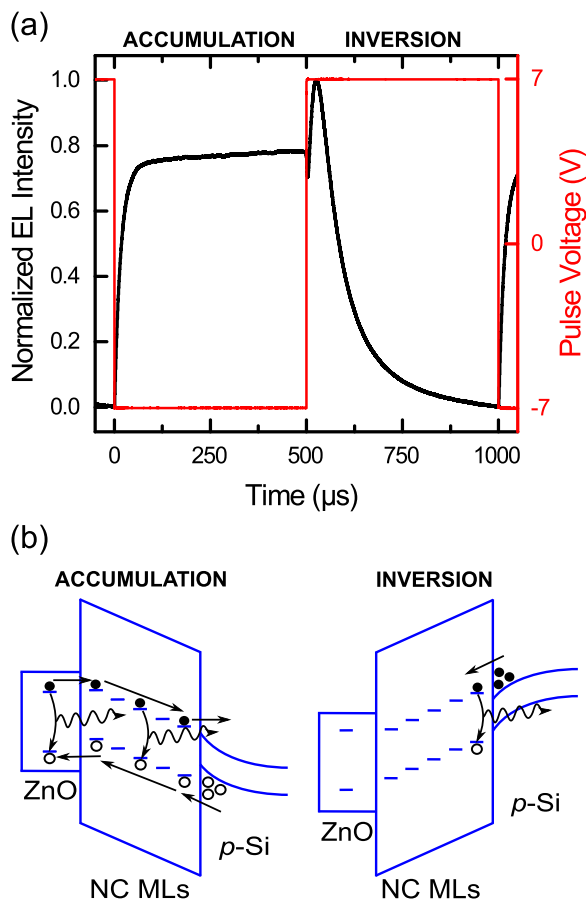 (a)
ACCUMULATION INVERSION
1.0
0.8
0.6
0.4
0.2
0.0
Normalized EL Intensity
7
0
-7
Pulse Voltage (V)
0 250 500 750 1000
Time (µs)
(b)
ACCUMULATION
INVERSION
ZnO
p-Si
NC MLs
ZnO
p-Si
NC MLs